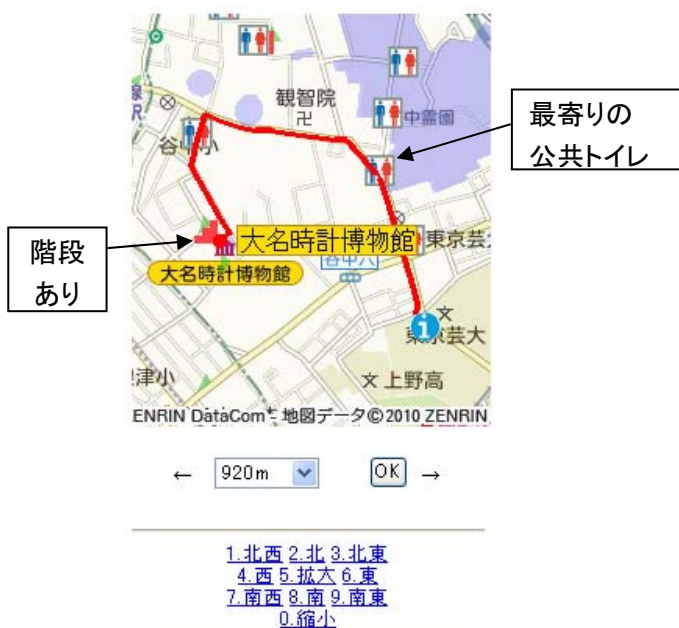 観智院
中霊園
最寄りの
公共トイレ
谷中小
階段
あり
大名時計博物館
東京芸大
大名時計博物館
谷中六
東京芸大
津小
上野高
ENRIN DataCom - 地図データ©2010 ZENRIN
← 920m OK →
1.北西 2.北 3.北東
4.西 5.拡大 6.東
7.南西 8.南 9.南東
0.縮小